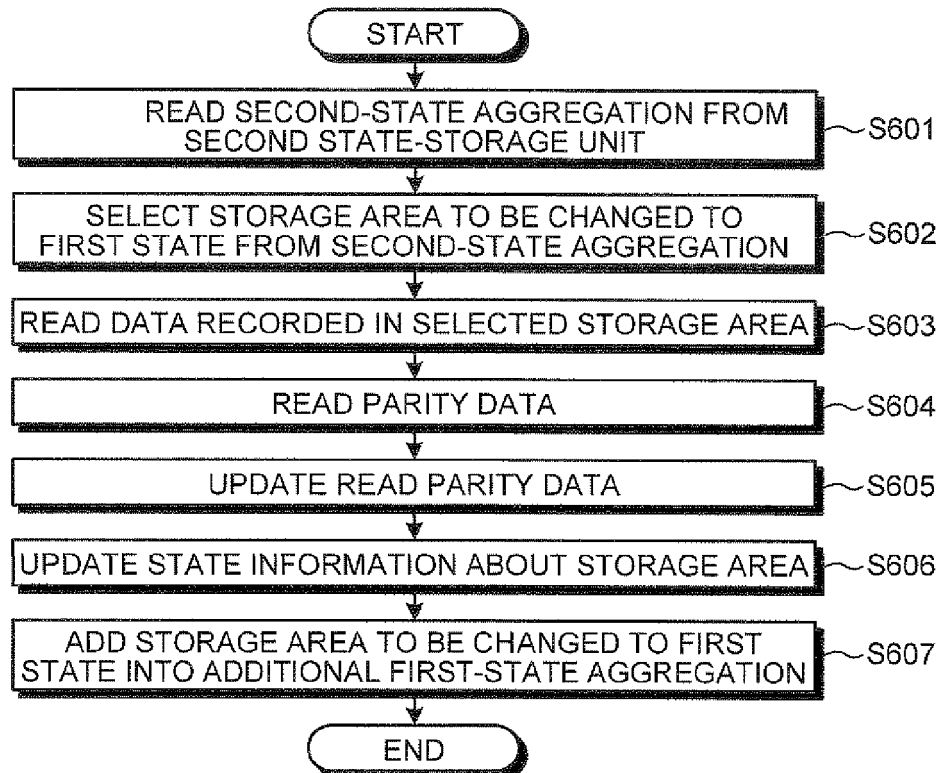 START
READ SECOND-STATE AGGREGATION FROM
SECOND STATE-STORAGE UNIT
S601
SELECT STORAGE AREA TO BE CHANGED TO
FIRST STATE FROM SECOND-STATE AGGREGATION
S602
READ DATA RECORDED IN SELECTED STORAGE AREA
S603
READ PARITY DATA
S604
UPDATE READ PARITY DATA
S605
UPDATE STATE INFORMATION ABOUT STORAGE AREA
S606
ADD STORAGE AREA TO BE CHANGED TO FIRST
STATE INTO ADDITIONAL FIRST-STATE AGGREGATION
S607
END